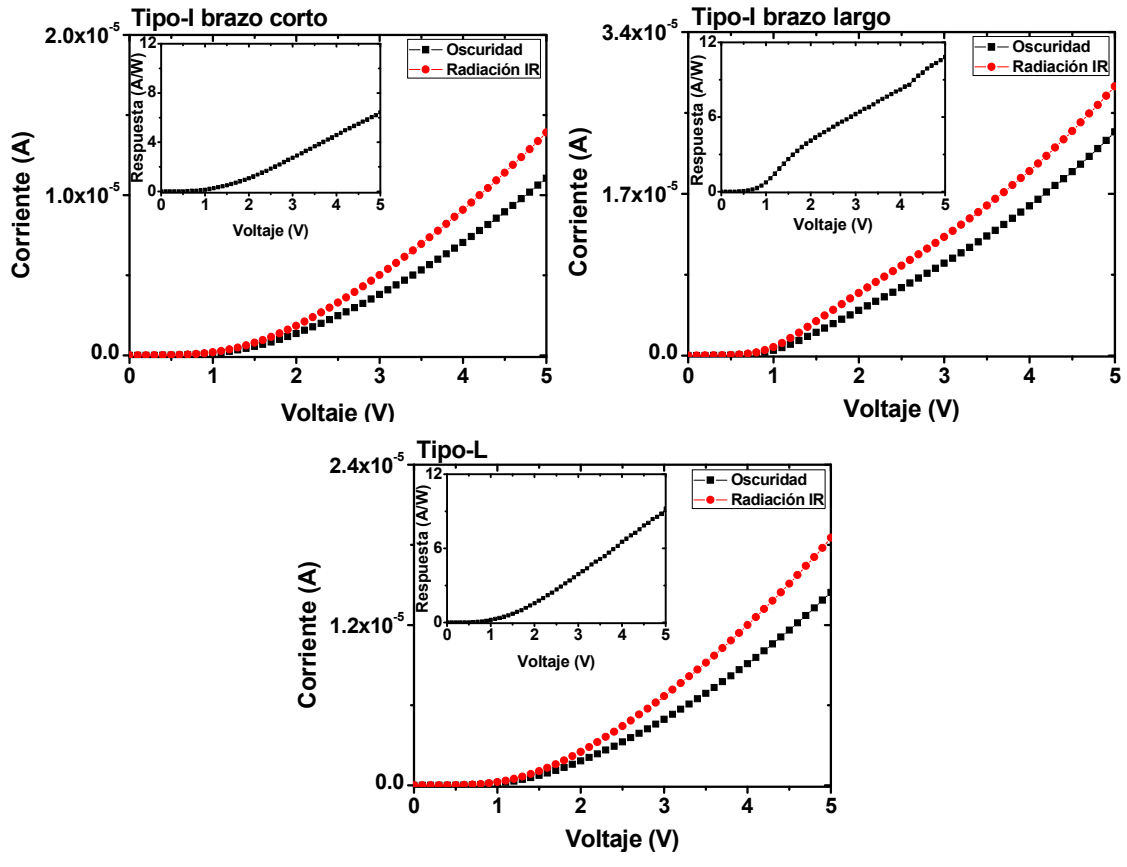 Tipo-I brazo corto
2.0x10⁻⁵
1.0x10⁻⁵
0.0
Corriente (A)
0 1 2 3 4 5
Voltaje (V)
Oscuridad
Radiación IR
12
6
4
0
Respuesta (A/W)
0 1 2 3 4 5
Voltaje (V)
Tipo-I brazo largo
3.4x10⁻⁵
1.7x10⁻⁵
0.0
Corriente (A)
0 1 2 3 4 5
Voltaje (V)
Oscuridad
Radiación IR
12
9
6
3
0
Respuesta (A/W)
0 1 2 3 4 5
Voltaje (V)
Tipo-L
2.4x10⁻⁵
1.2x10⁻⁵
0.0
Corriente (A)
0 1 2 3 4 5
Voltaje (V)
Oscuridad
Radiación IR
12
6
0
Respuesta (A/W)
0 1 2 3 4 5
Voltaje (V)